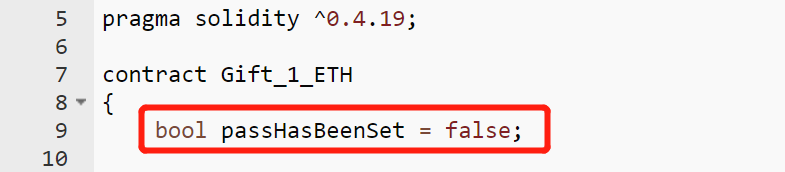 5 pragma solidity ^0.4.19;
6
7 contract Gift_1_ETH
8 {
9 bool passHasBeenSet = false;
10